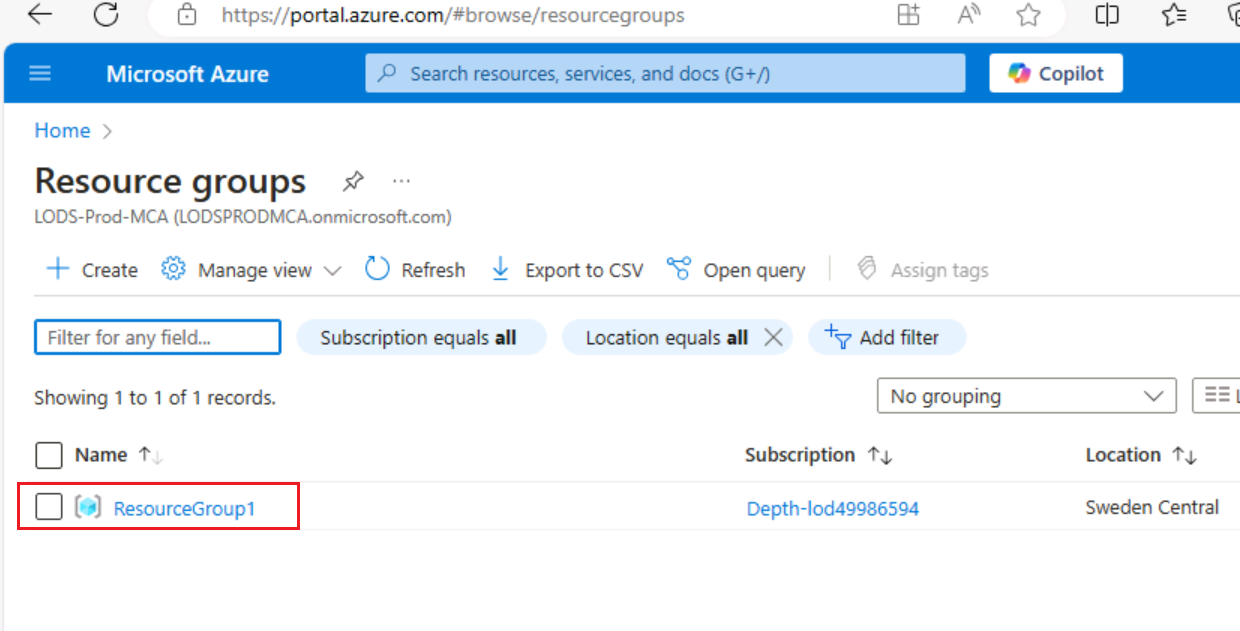 https://portal.azure.com/#browse/resourcegroups
Microsoft Azure
Search resources, services, and docs (G+/)
Copilot
Home
Resource groups
LODS-Prod-MCA (LODSPRODMCA.onmicrosoft.com)
Create Manage view Refresh Export to CSV Open query Assign tags
Filter for any field... Subscription equals all Location equals all Add filter
Showing 1 to 1 of 1 records. No grouping
Name Subscription Location
ResourceGroup1 Depth-lod49986594 Sweden Central